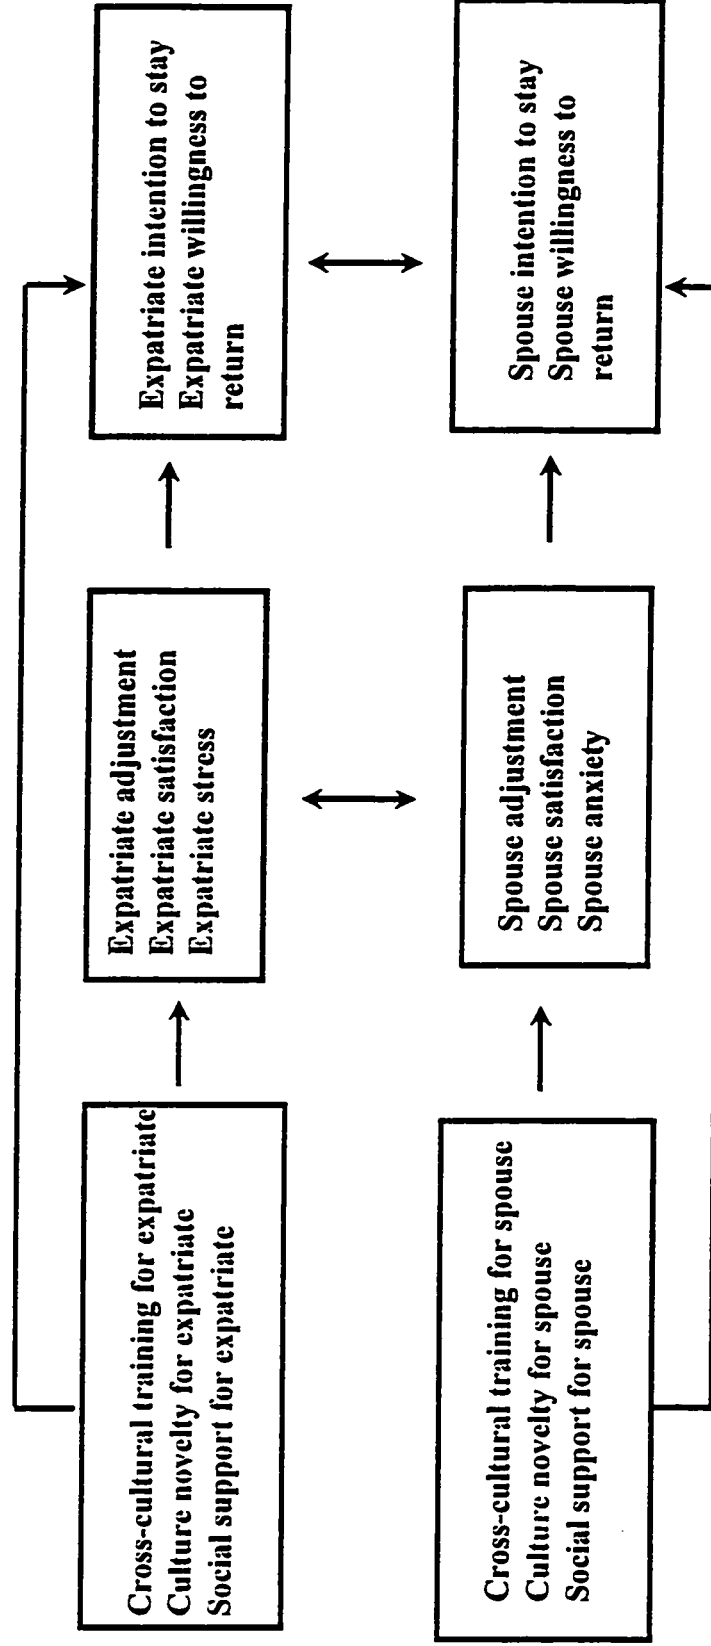 Cross-cultural training for expatriate
Culture novelty for expatriate
Social support for expatriate
Expatriate adjustment
Expatriate satisfaction
Expatriate stress
Expatriate intention to stay
Expatriate willingness to
return
Cross-cultural training for spouse
Culture novelty for spouse
Social support for spouse
Spouse adjustment
Spouse satisfaction
Spouse anxiety
Spouse intention to stay
Spouse willingness to
return